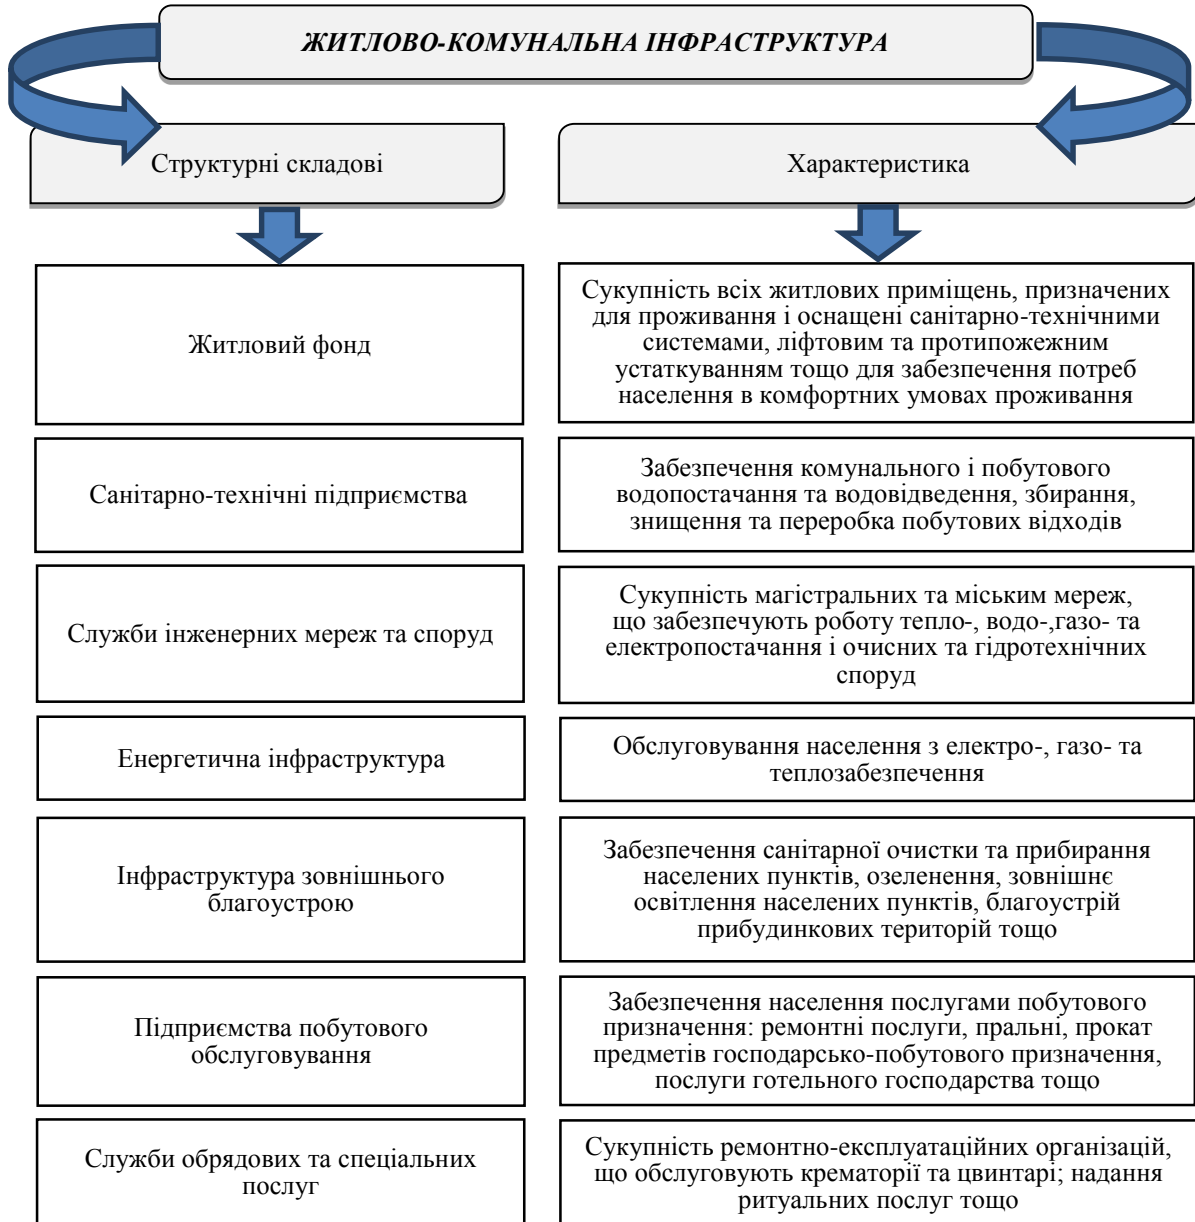 ЖИТЛОВО-КОМУНАЛЬНА ІНФРАСТРУКТУРА
Структурні складові
Характеристика
Житловий фонд
Сукупність всіх житлових приміщень, призначених
для проживання і оснащені санітарно-технічними
системами, ліфтовим та протипожежним
устаткуванням тощо для забезпечення потреб
населення в комфортних умовах проживання
Санітарно-технічні підприємства
Забезпечення комунального і побутового
водопостачання та водовідведення, збирання,
знищення та переробка побутових відходів
Служби інженерних мереж та споруд
Сукупність магістральних та міським мереж,
що забезпечують роботу тепло-, водо-,газо- та
електропостачання і очисних та гідротехнічних
споруд
Енергетична інфраструктура
Обслуговування населення з електро-, газо- та
теплозабезпечення
Інфраструктура зовнішнього
благоустрою
Забезпечення санітарної очистки та прибирання
населених пунктів, озеленення, зовнішнє
освітлення населених пунктів, благоустрій
прибудинкових територій тощо
Підприємства побутового
обслуговування
Забезпечення населення послугами побутового
призначення: ремонтні послуги, пральні, прокат
предметів господарсько-побутового призначення,
послуги готельного господарства тощо
Служби обрядових та спеціальних
послуг
Сукупність ремонтно-експлуатаційних організацій,
що обслуговують крематорії та цвинтарі; надання
ритуальних послуг тощо